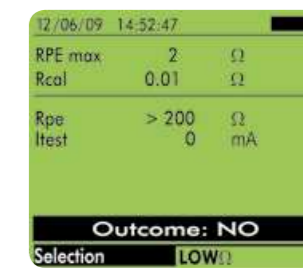 12/06/09 14:52:47
RPE max 2 Ω
Rcal 0.01 Ω
Rpe > 200 Ω
Itest 0 mA
Outcome: NO
Selection LOWΩ